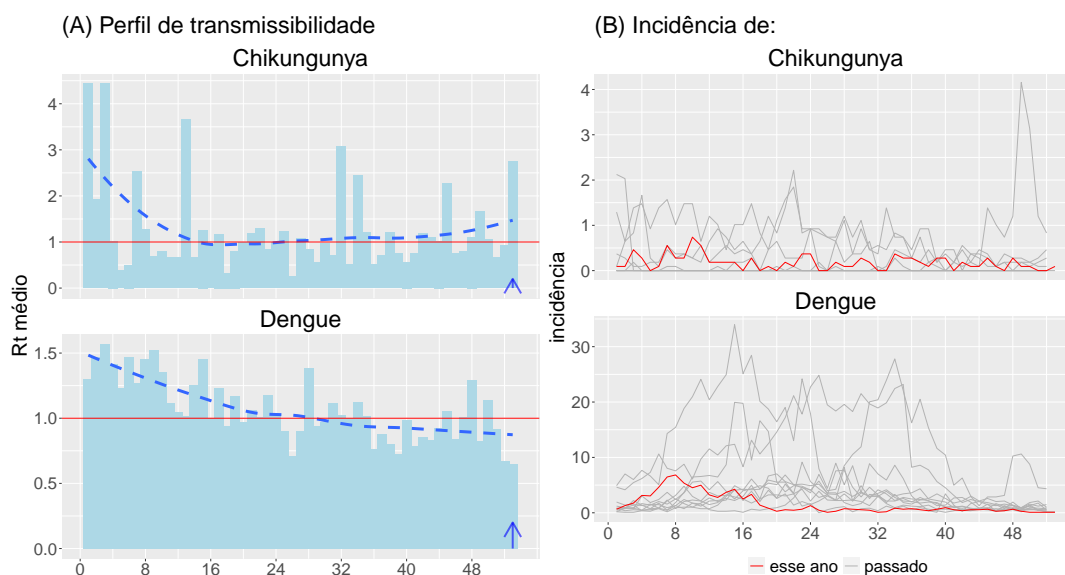 (A) Perfil de transmissibilidade
Chikungunya
4
3
2
1
0
Dengue
1.5
1.0
0.5
0.0
0 8 16 24 32 40 48
Rt médio
(B) Incidência de:
Chikungunya
4
3
2
1
0
Dengue
30
20
10
0
0 8 16 24 32 40 48
incidência
esse ano passado